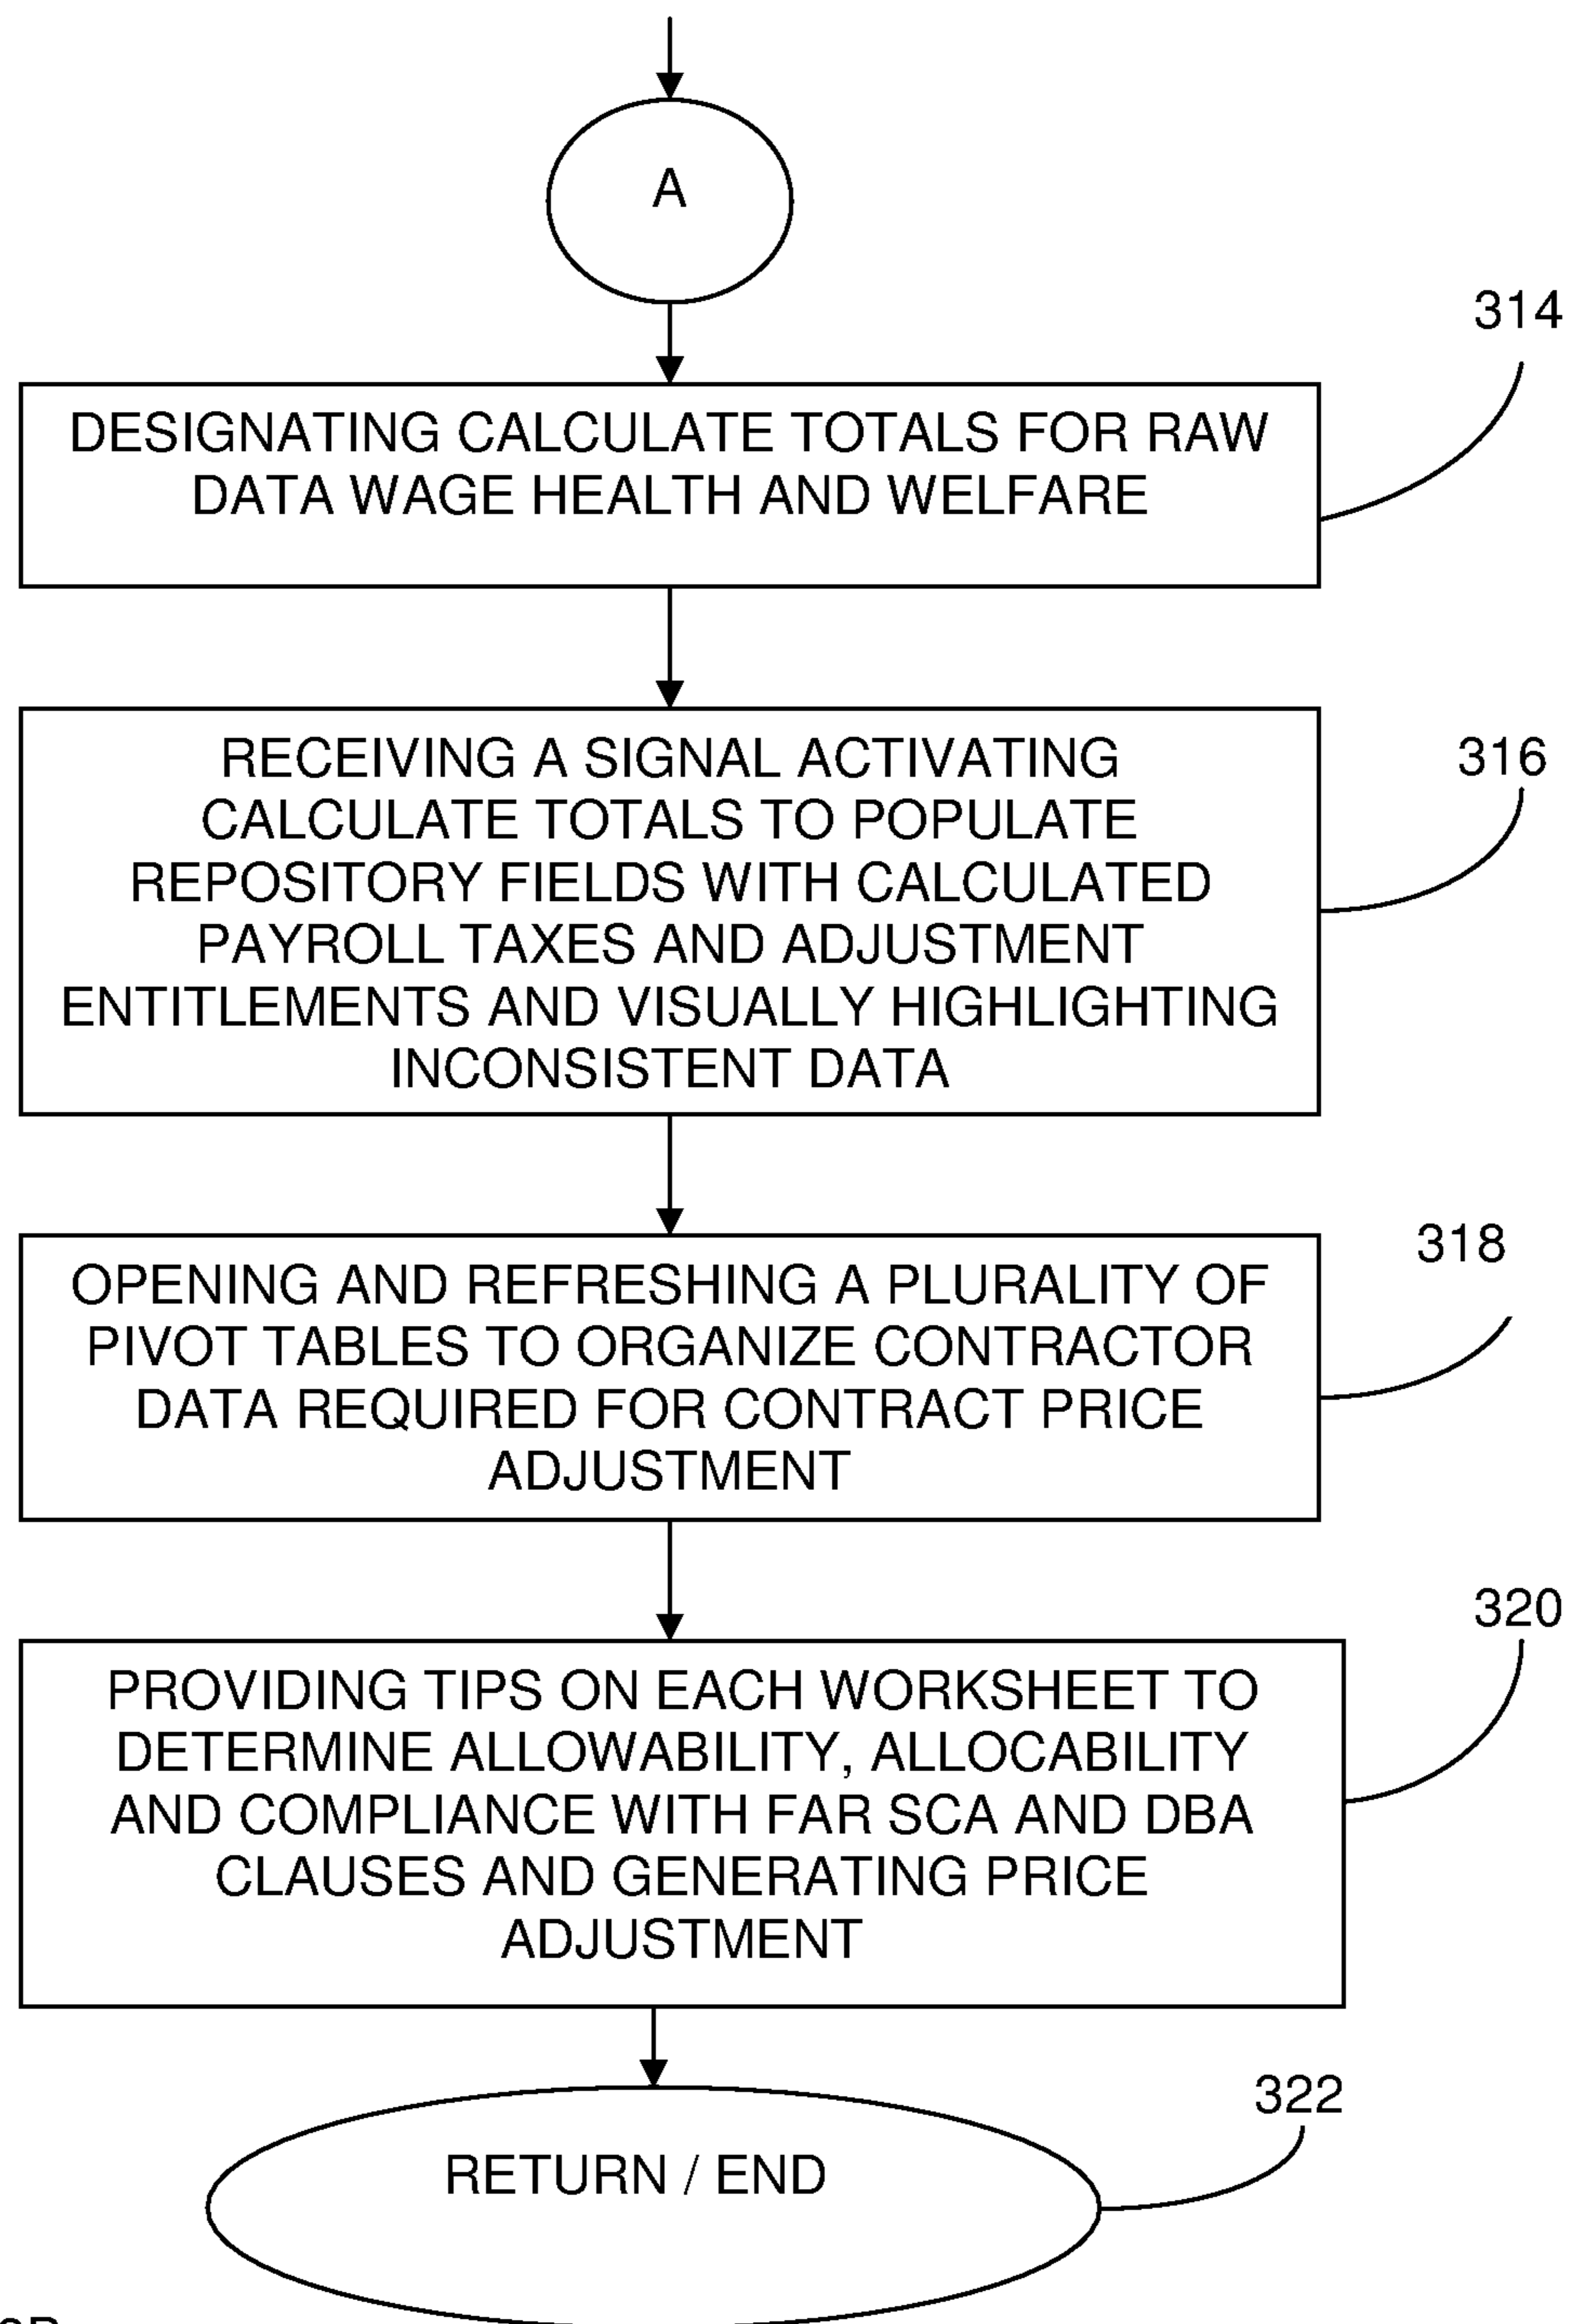 A
314
DESIGNATING CALCULATE TOTALS FOR RAW
DATA WAGE HEALTH AND WELFARE
316
RECEIVING A SIGNAL ACTIVATING
CALCULATE TOTALS TO POPULATE
REPOSITORY FIELDS WITH CALCULATED
PAYROLL TAXES AND ADJUSTMENT
ENTITLEMENTS AND VISUALLY HIGHLIGHTING
INCONSISTENT DATA
318
OPENING AND REFRESHING A PLURALITY OF
PIVOT TABLES TO ORGANIZE CONTRACTOR
DATA REQUIRED FOR CONTRACT PRICE
ADJUSTMENT
320
PROVIDING TIPS ON EACH WORKSHEET TO
DETERMINE ALLOWABILITY, ALLOCABILITY
AND COMPLIANCE WITH FAR SCA AND DBA
CLAUSES AND GENERATING PRICE
ADJUSTMENT
322
RETURN / END